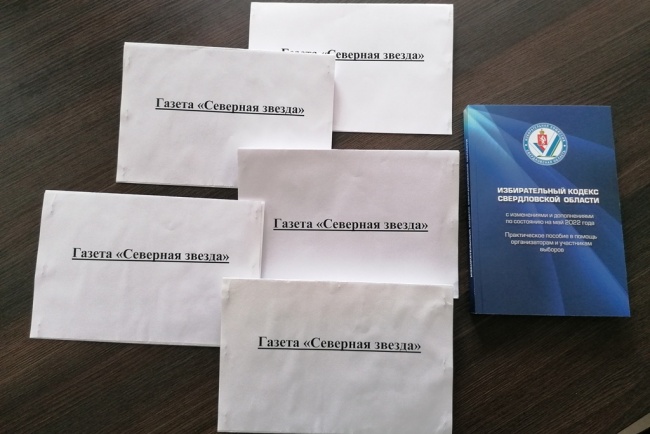 Газета «Северная звезда»
Газета «Северная звезда»
Газета «Северная звезда»
Газета «Северная звезда»
Газета «Северная звезда»
ИЗБИРАТЕЛЬНЫЙ КОДЕКС
СВЕРДЛОВСКОЙ ОБЛАСТИ
с изменениями и дополнениями
по состоянию на май 2022 года
Практическое пособие в помощь
организаторам и участникам
выборов